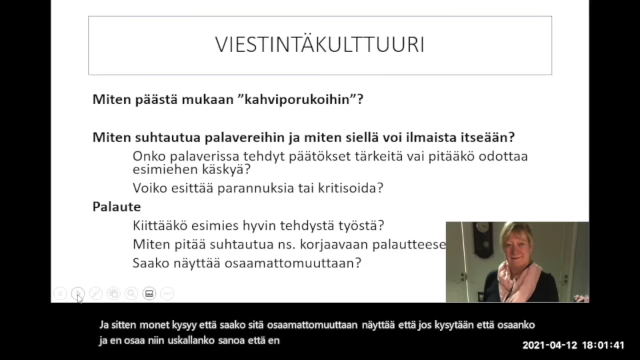 VIESTINTÄKULTTUURI
Miten päästä mukaan ”kahviporukoihin”?
Miten suhtautua palavereihin ja miten siellä voi ilmaista itseään?
Onko palaverissa tehdyt päätökset tärkeitä vai pitääkö odottaa
esimiehen käskyä?
Voiko esittää parannuksia tai kritisoida?
Palaute
Kiittääkö esimies hyvin tehdystä työstä?
Miten pitää suhtautua ns. korjaavaan palautteese
Saako näyttää osaamattomuuttaan?
Ja sitten monet kysyy että saako sitä osaamattomuuttaan näyttää että jos kysytään että osaanko
ja en osaa niin uskallanko sanoa että en
2021-04-12 18:01:41